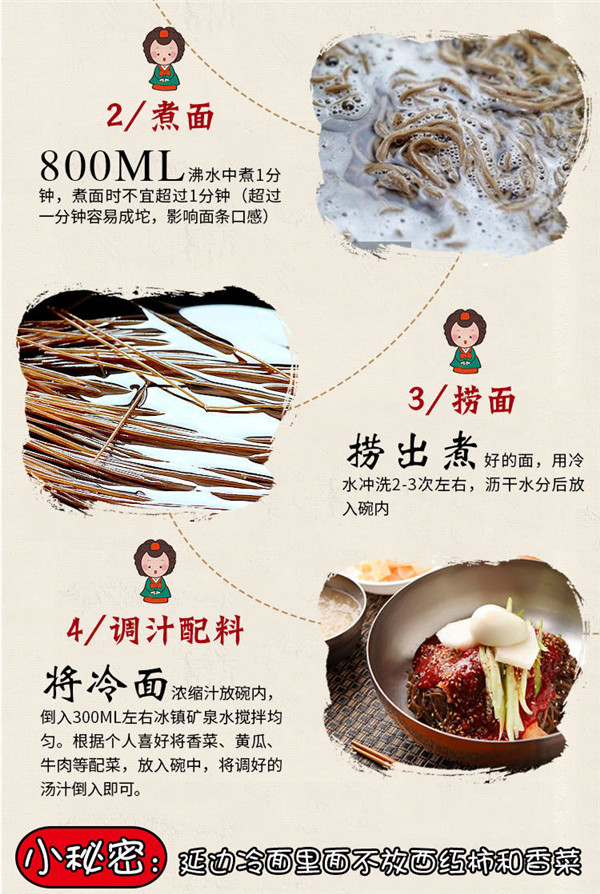 2/煮面
800ML沸水中煮1分
钟，煮面时不宜超过1分钟（超过
一分钟容易成坨，影响面条口感）
3/捞面
捞出煮好的面，用冷
水冲洗2-3次左右，沥干水分后放
入碗内
4/调汁配料
将冷面浓缩汁放碗内，
倒入300ML左右冰镇矿泉水搅拌均
匀。根据个人喜好将香菜、黄瓜、
牛肉等配菜，放入碗中，将调好的
汤汁倒入即可。
小秘密：延边冷面里面不放西红柿和香菜